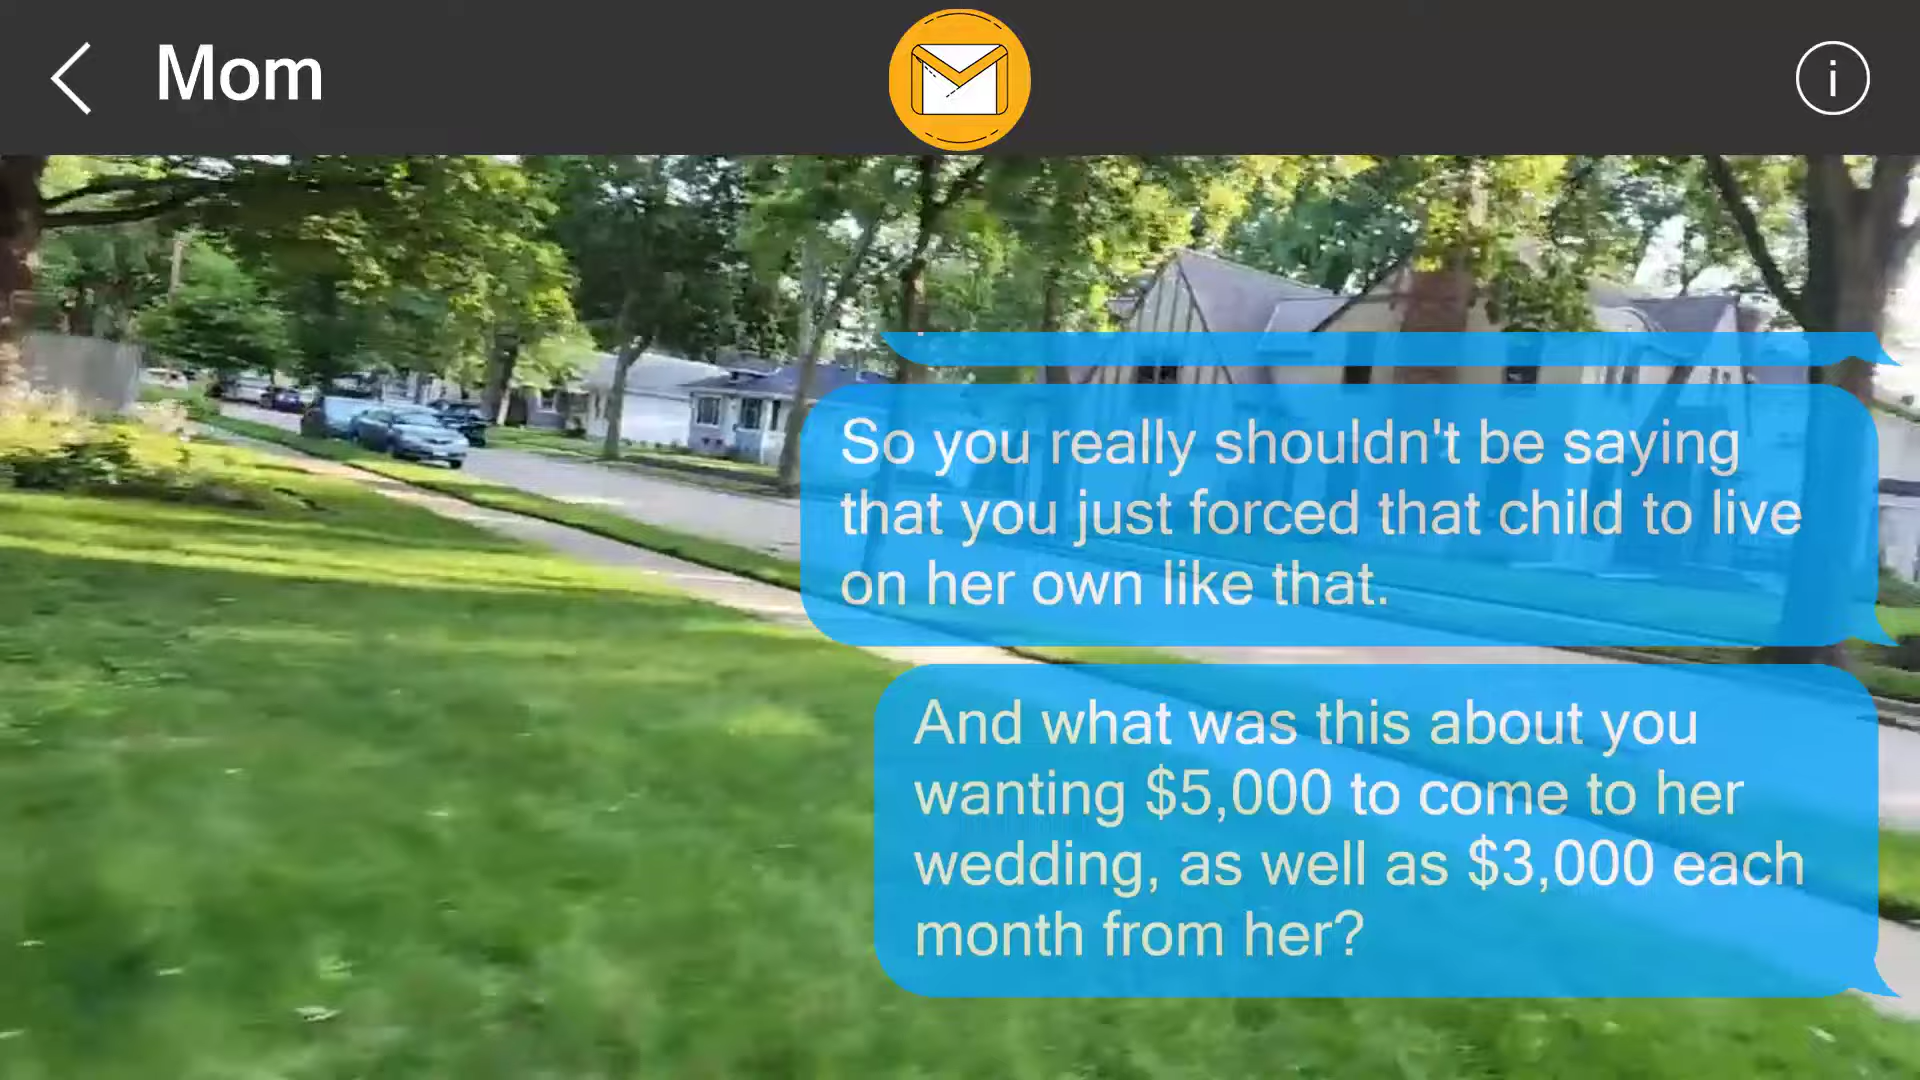 Mom
So you really shouldn't be saying
that you just forced that child to live
on her own like that.
And what was this about you
wanting $5,000 to come to her
wedding, as well as $3,000 each
month from her?